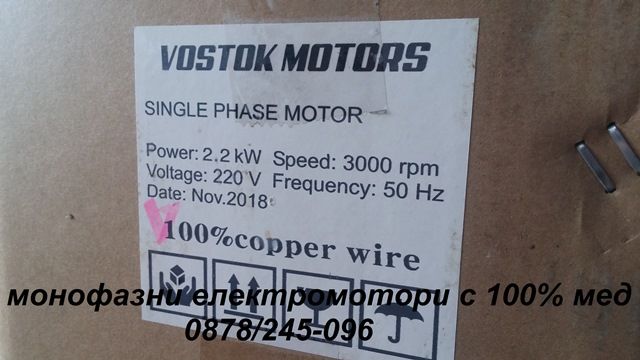 VOSTOK MOTORS
SINGLE PHASE MOTOR
Power: 2.2 kW Speed: 3000 rpm
Voltage: 220 V Frequency: 50 Hz
Date: Nov.2018
100%copper wire
монофазни електромотори с 100% мед
0878/245-096